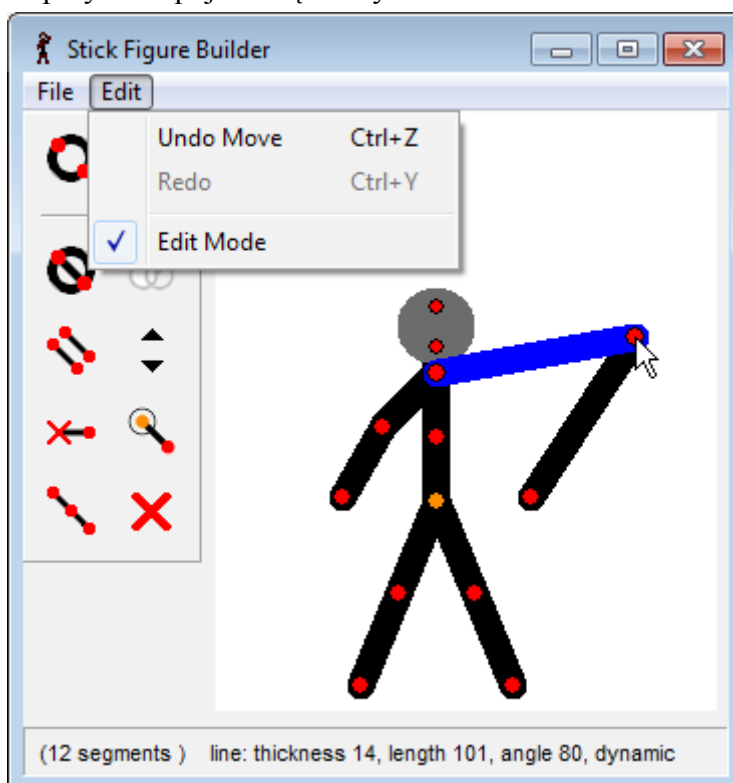 Stick Figure Builder
File Edit
Undo Move Ctrl+Z
Redo Ctrl+Y
Edit Mode
(12 segments ) line: thickness 14, length 101, angle 80, dynamic